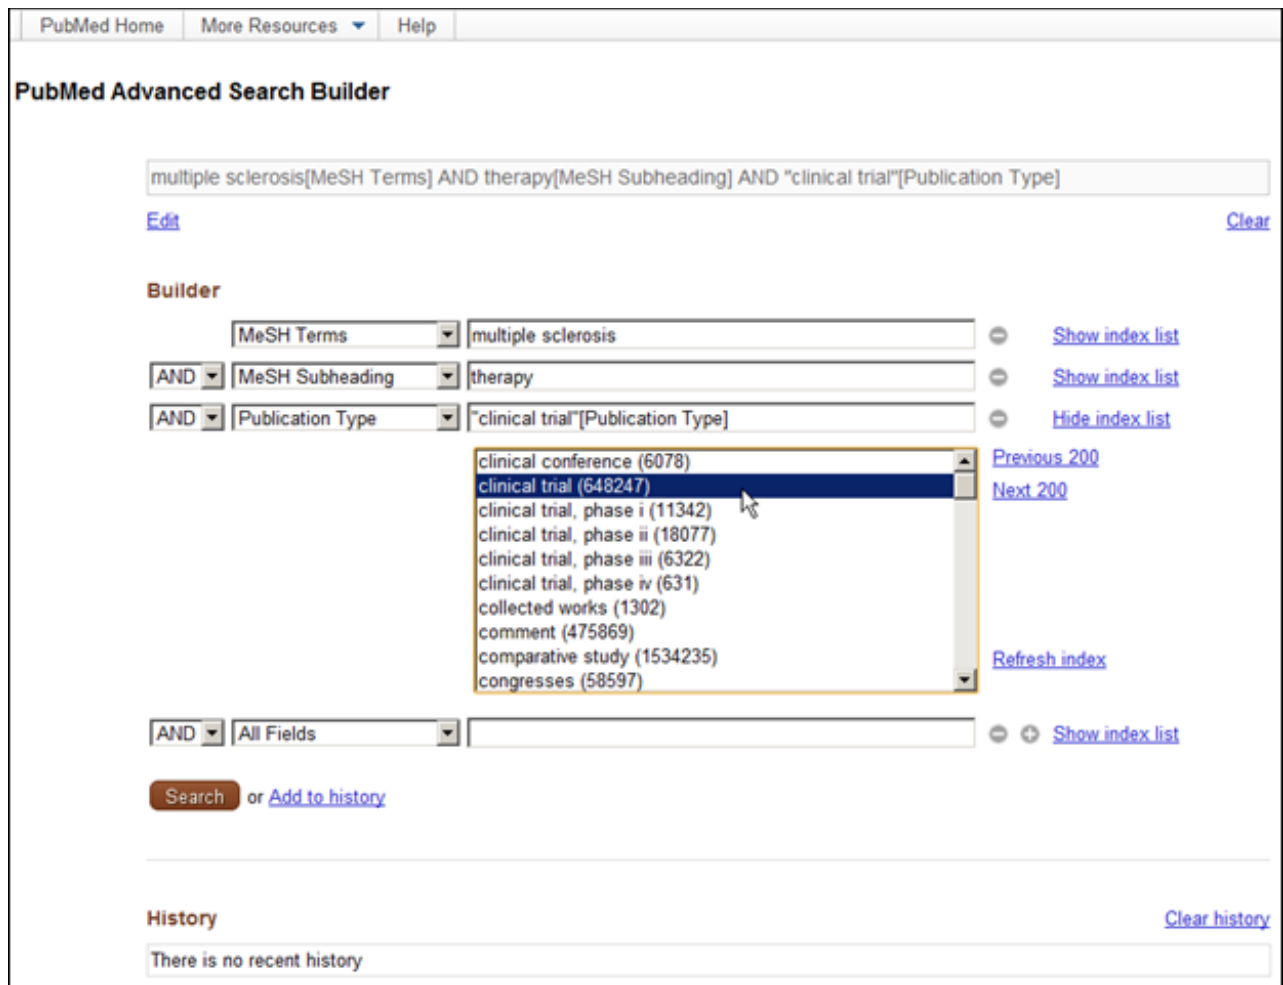 PubMed Home More Resources Help
PubMed Advanced Search Builder
multiple sclerosis[MeSH Terms] AND therapy[MeSH Subheading] AND "clinical trial"[Publication Type]
Edit Clear
Builder
MeSH Terms multiple sclerosis Show index list
AND MeSH Subheading therapy Show index list
AND Publication Type "clinical trial"[Publication Type] Hide index list
clinical conference (6078) Previous 200
clinical trial (648247) Next 200
clinical trial, phase i (11342)
clinical trial, phase ii (18077)
clinical trial, phase iii (6322)
clinical trial, phase iv (631)
collected works (1302)
comment (475869)
comparative study (1534235) Refresh index
congresses (58597)
AND All Fields Show index list
Search or Add to history
History Clear history
There is no recent history